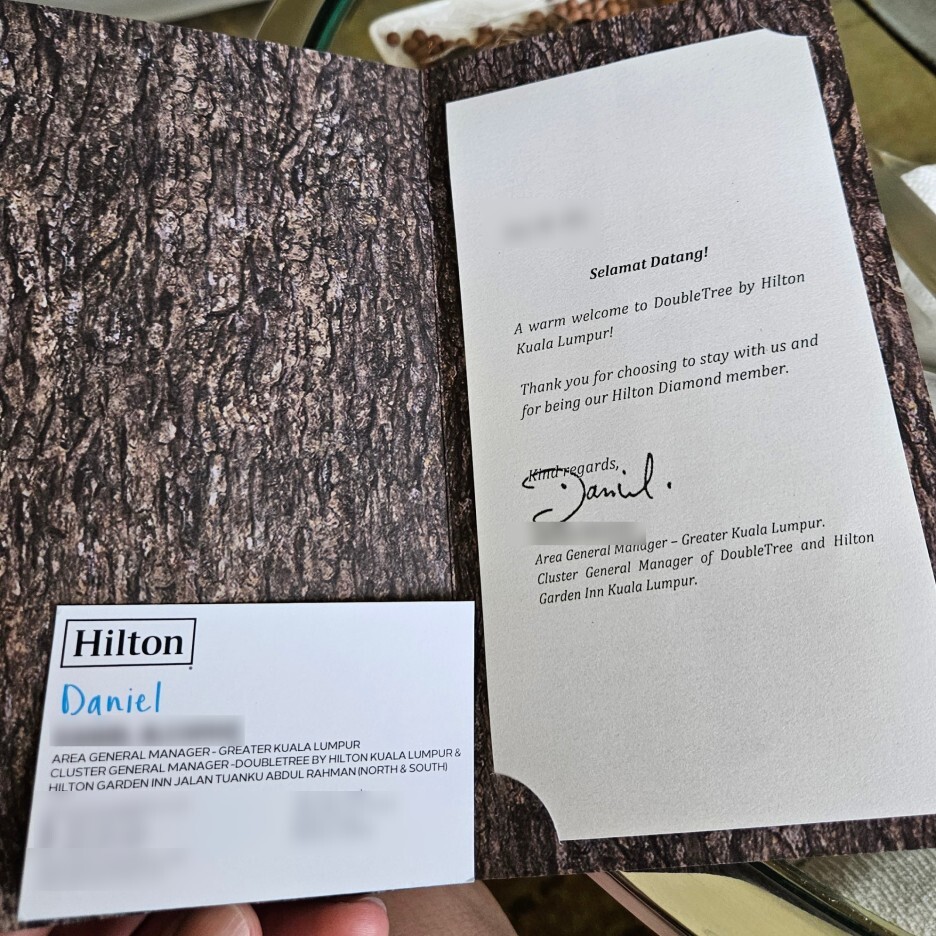 Selamat Datang!
A warm welcome to DoubleTree by Hilton
Kuala Lumpur!
Thank you for choosing to stay with us and
for being our Hilton Diamond member.
Kind regards,
Daniel.
Area General Manager – Greater Kuala Lumpur.
Cluster General Manager of DoubleTree and Hilton
Garden Inn Kuala Lumpur.
Hilton
Daniel
AREA GENERAL MANAGER - GREATER KUALA LUMPUR
CLUSTER GENERAL MANAGER -DOUBLETREE BY HILTON KUALA LUMPUR &
HILTON GARDEN INN JALAN TUANKU ABDUL RAHMAN (NORTH & SOUTH)